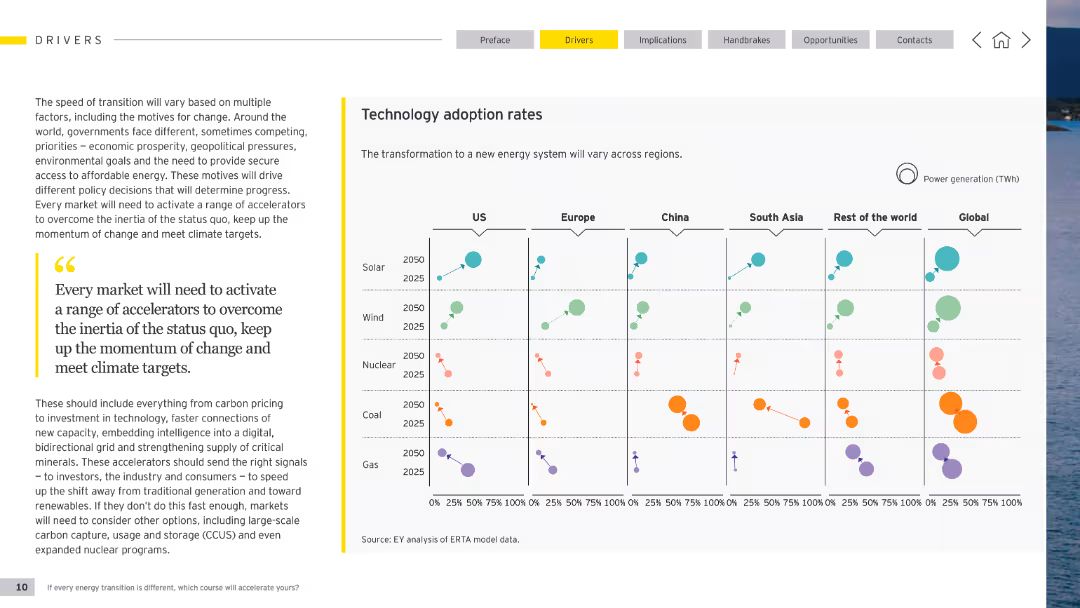 DRIVERS
Preface
Drivers
Implications
Handbrakes
Opportunities
Contacts
The speed of transition will vary based on multiple
factors, including the motives for change. Around the
world, governments face different, sometimes competing,
priorities — economic prosperity, geopolitical pressures,
environmental goals and the need to provide secure
access to affordable energy. These motives will drive
different policy decisions that will determine progress.
Every market will need to activate a range of accelerators
to overcome the inertia of the status quo, keep up the
momentum of change and meet climate targets.
“
Every market will need to activate
a range of accelerators to overcome
the inertia of the status quo, keep
up the momentum of change and
meet climate targets.
These should include everything from carbon pricing
to investment in technology, faster connections of
new capacity, embedding intelligence into a digital,
bidirectional grid and strengthening supply of critical
minerals. These accelerators should send the right signals
— to investors, the industry and consumers — to speed
up the shift away from traditional generation and toward
renewables. If they don't do this fast enough, markets
will need to consider other options, including large-scale
carbon capture, usage and storage (CCUS) and even
expanded nuclear programs.
Technology adoption rates
The transformation to a new energy system will vary across regions.
Power generation (TWh)
US Europe China South Asia Rest of the world Global
Solar 2050
2025
Wind 2050
2025
Nuclear 2050
2025
Coal 2050
2025
Gas 2050
2025
0% 25% 50% 75% 100% 0% 25% 50% 75% 100% 0% 25% 50% 75% 100% 0% 25% 50% 75% 100% 0% 25% 50% 75% 100% 0% 25% 50% 75% 100%
Source: EY analysis of ERTA model data.
10 If every energy transition is different, which course will accelerate yours?